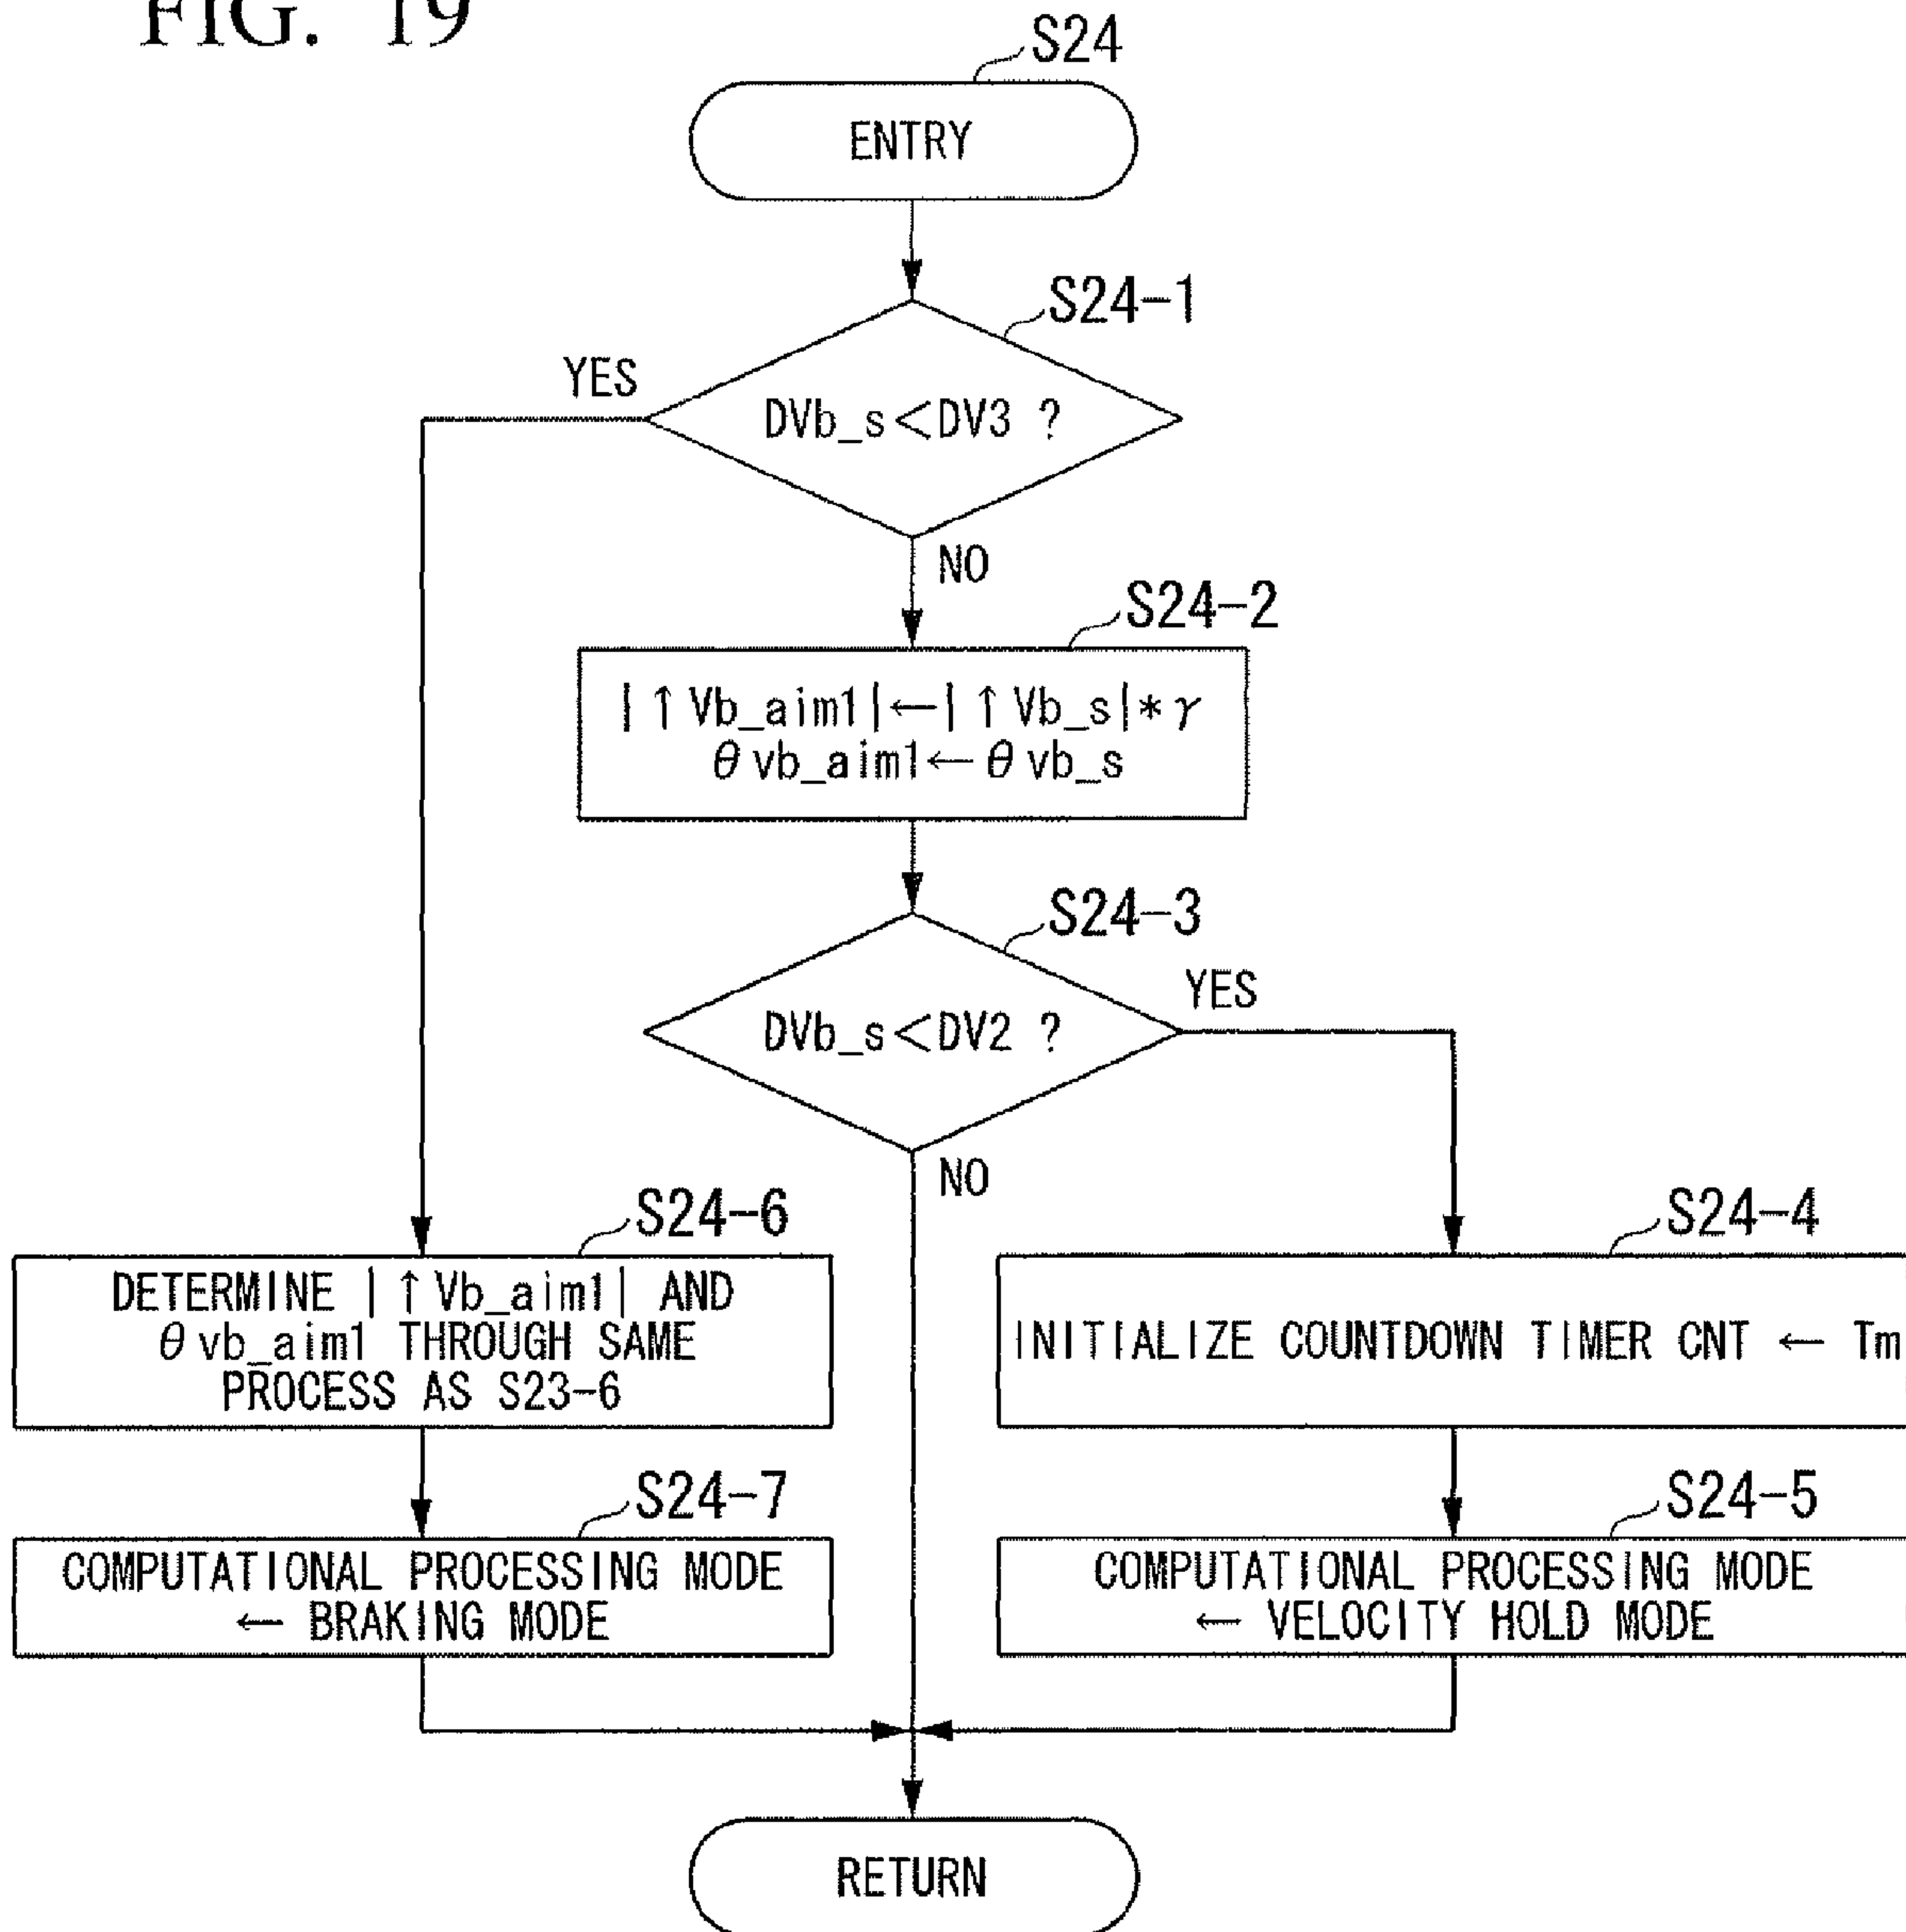 FIG. 19
S24
ENTRY
S24-1
YES
DVb_s<DV3 ?
NO
S24-2
|↑Vb_aim1|←|↑Vb_s|*γ
θvb_aim1←θvb_s
S24-3
YES
DVb_s<DV2 ?
NO
S24-6
DETERMINE |↑Vb_aim1| AND
θvb_aim1 THROUGH SAME
PROCESS AS S23-6
S24-4
INITIALIZE COUNTDOWN TIMER CNT ← Tm
S24-7
COMPUTATIONAL PROCESSING MODE
← BRAKING MODE
S24-5
COMPUTATIONAL PROCESSING MODE
← VELOCITY HOLD MODE
RETURN